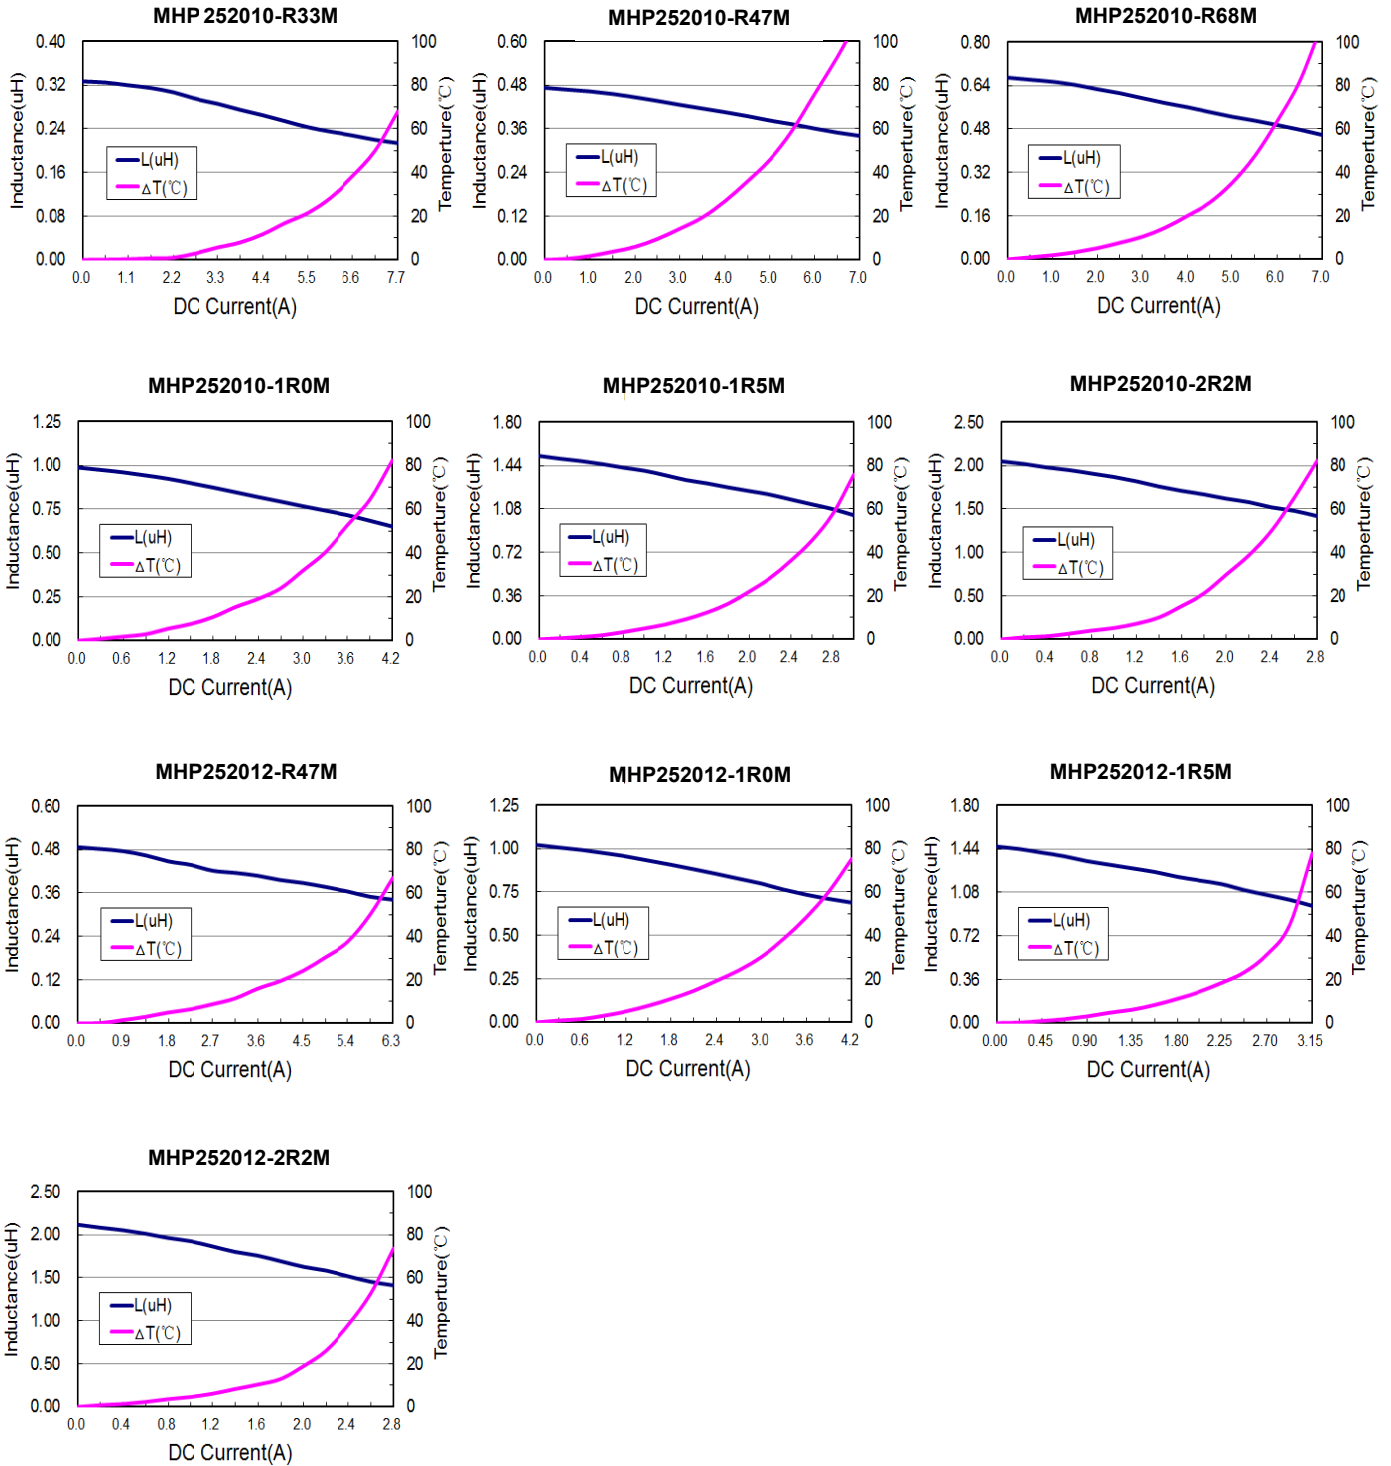 MHP252010-R33M
MHP252010-R47M
MHP252010-R68M
Inductance(uH)
0.40
0.32
0.24
0.16
0.08
0.00
L(uH)
ΔT(℃)
100
80
60
40
20
0
Temperture(℃)
0.0 1.1 2.2 3.3 4.4 5.5 6.6 7.7
DC Current(A)
Inductance(uH)
0.60
0.48
0.36
0.24
0.12
0.00
L(uH)
ΔT(℃)
100
80
60
40
20
0
Temperture(℃)
0.0 1.0 2.0 3.0 4.0 5.0 6.0 7.0
DC Current(A)
Inductance(uH)
0.80
0.64
0.48
0.32
0.16
0.00
L(uH)
ΔT(℃)
100
80
60
40
20
0
Temperture(℃)
0.0 1.0 2.0 3.0 4.0 5.0 6.0 7.0
DC Current(A)
MHP252010-1R0M
MHP252010-1R5M
MHP252010-2R2M
Inductance(uH)
1.25
1.00
0.75
0.50
0.25
0.00
L(uH)
ΔT(℃)
100
80
60
40
20
0
Temperture(℃)
0.0 0.6 1.2 1.8 2.4 3.0 3.6 4.2
DC Current(A)
Inductance(uH)
1.80
1.44
1.08
0.72
0.36
0.00
L(uH)
ΔT(℃)
100
80
60
40
20
0
Temperture(℃)
0.0 0.4 0.8 1.2 1.6 2.0 2.4 2.8
DC Current(A)
Inductance(uH)
2.50
2.00
1.50
1.00
0.50
0.00
L(uH)
ΔT(℃)
100
80
60
40
20
0
Temperture(℃)
0.0 0.4 0.8 1.2 1.6 2.0 2.4 2.8
DC Current(A)
MHP252012-R47M
MHP252012-1R0M
MHP252012-1R5M
Inductance(uH)
0.60
0.48
0.36
0.24
0.12
0.00
L(uH)
ΔT(℃)
100
80
60
40
20
0
Temperture(℃)
0.0 0.9 1.8 2.7 3.6 4.5 5.4 6.3
DC Current(A)
Inductance(uH)
1.25
1.00
0.75
0.50
0.25
0.00
L(uH)
ΔT(℃)
100
80
60
40
20
0
Temperture(℃)
0.0 0.6 1.2 1.8 2.4 3.0 3.6 4.2
DC Current(A)
Inductance(uH)
1.80
1.44
1.08
0.72
0.36
0.00
L(uH)
ΔT(℃)
100
80
60
40
20
0
Temperture(℃)
0.00 0.45 0.90 1.35 1.80 2.25 2.70 3.15
DC Current(A)
MHP252012-2R2M
Inductance(uH)
2.50
2.00
1.50
1.00
0.50
0.00
L(uH)
ΔT(℃)
100
80
60
40
20
0
Temperture(℃)
0.0 0.4 0.8 1.2 1.6 2.0 2.4 2.8
DC Current(A)